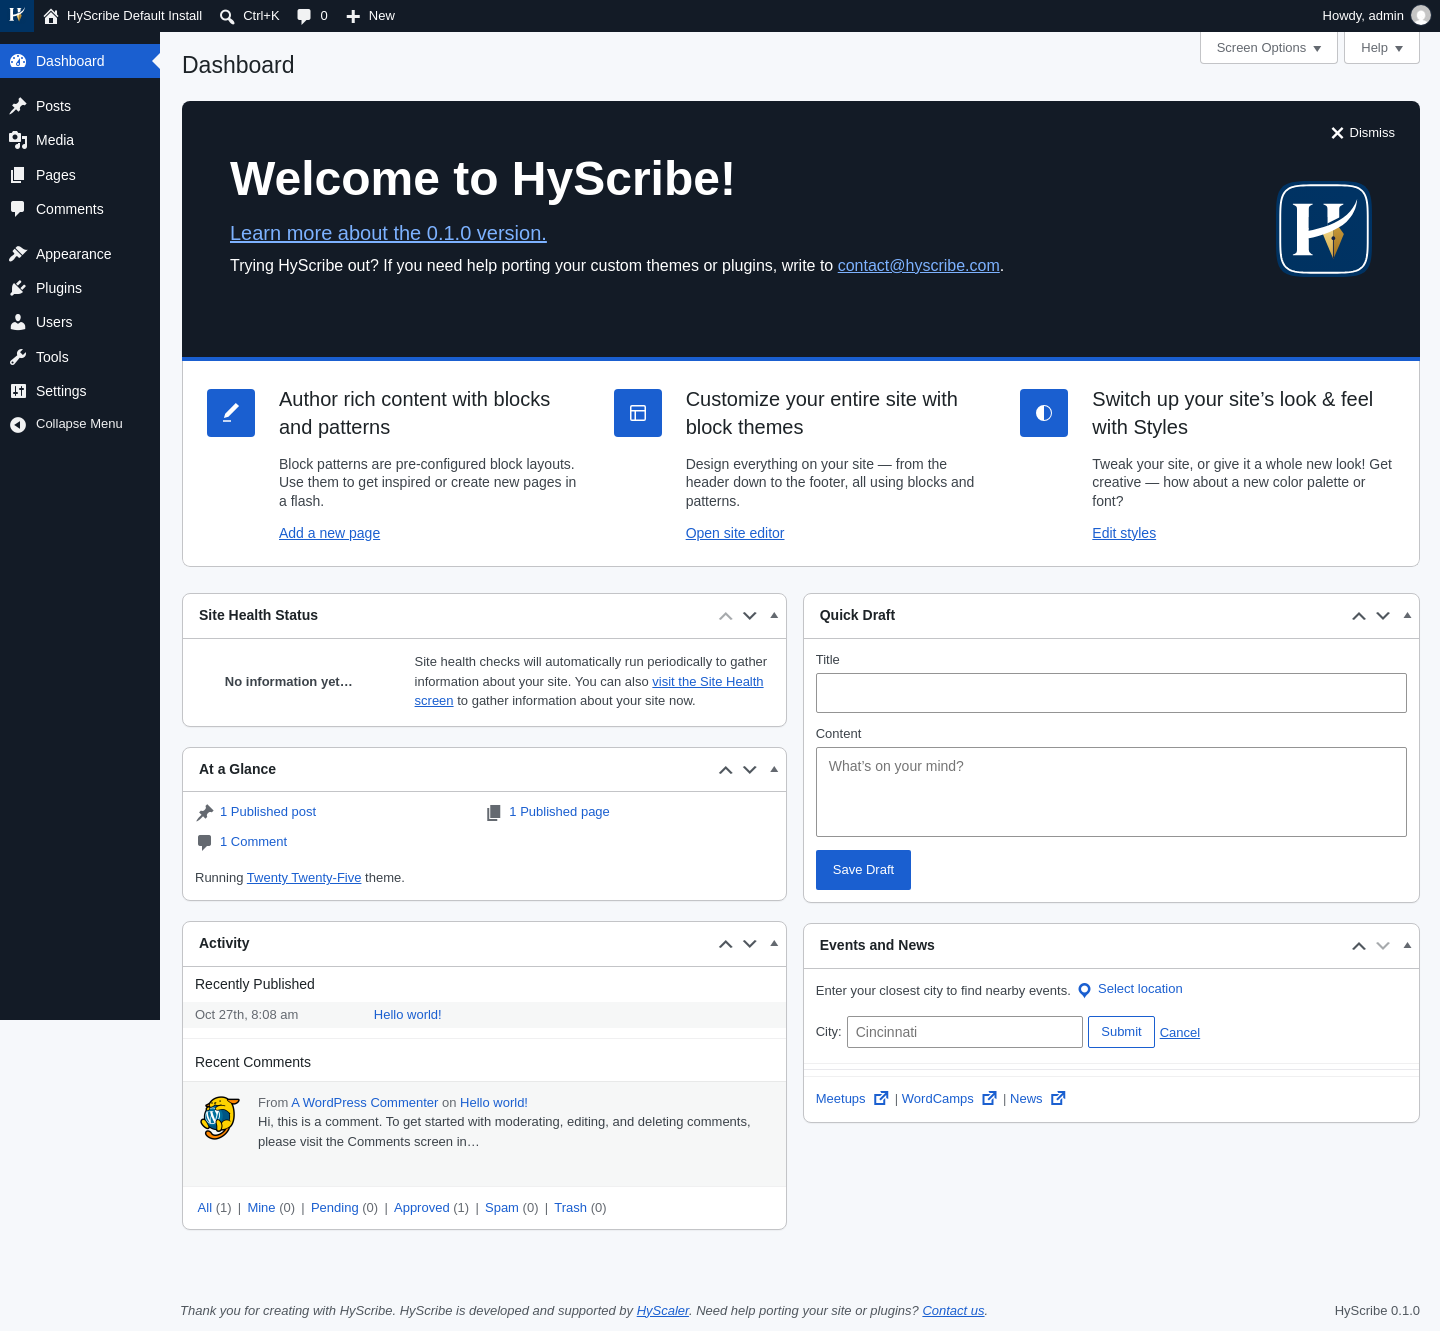 HyScribe Default Install
Ctrl+K
0
New
Howdy, admin
Dashboard
Posts
Media
Pages
Comments
Appearance
Plugins
Users
Tools
Settings
Collapse Menu
Screen Options
Help
Dashboard
Dismiss
Welcome to HyScribe!
Learn more about the 0.1.0 version.
Trying HyScribe out? If you need help porting your custom themes or plugins, write to contact@hyscribe.com.
Author rich content with blocks
and patterns
Block patterns are pre-configured block layouts.
Use them to get inspired or create new pages in
a flash.
Add a new page
Customize your entire site with
block themes
Design everything on your site — from the
header down to the footer, all using blocks and
patterns.
Open site editor
Switch up your site’s look & feel
with Styles
Tweak your site, or give it a whole new look! Get
creative — how about a new color palette or
font?
Edit styles
Site Health Status
No information yet…
Site health checks will automatically run periodically to gather
information about your site. You can also visit the Site Health
screen to gather information about your site now.
At a Glance
1 Published post
1 Published page
1 Comment
Running Twenty Twenty-Five theme.
Activity
Recently Published
Oct 27th, 8:08 am
Hello world!
Recent Comments
From A WordPress Commenter on Hello world!
Hi, this is a comment. To get started with moderating, editing, and deleting comments,
please visit the Comments screen in…
All (1) | Mine (0) | Pending (0) | Approved (1) | Spam (0) | Trash (0)
Quick Draft
Title
Content
What’s on your mind?
Save Draft
Events and News
Enter your closest city to find nearby events.
Select location
City:
Cincinnati
Submit
Cancel
Meetups | WordCamps | News
Thank you for creating with HyScribe. HyScribe is developed and supported by HyScaler. Need help porting your site or plugins? Contact us.
HyScribe 0.1.0